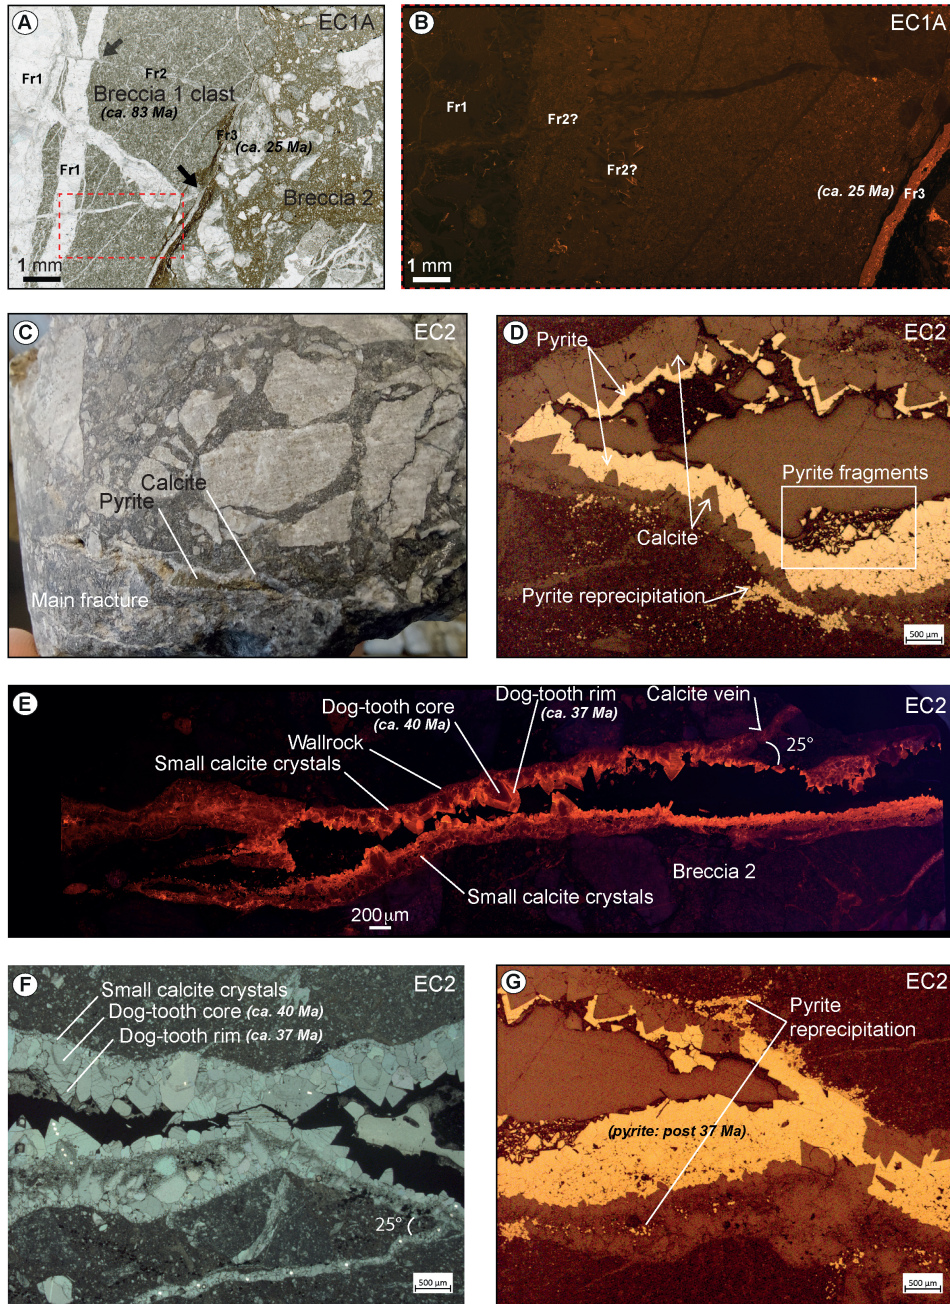 A
EC1A
Fr1
Fr2
Breccia 1 clast
(ca. 83 Ma)
Fr3
(ca. 25 Ma)
Fr1
Breccia 2
1 mm
B
EC1A
Fr1
Fr2?
Fr2?
(ca. 25 Ma)
Fr3
1 mm
C
EC2
Calcite
Pyrite
Main fracture
D
EC2
Pyrite
Pyrite fragments
Calcite
Pyrite reprecipitation
500 µm
E
EC2
Dog-tooth core
(ca. 40 Ma)
Dog-tooth rim
(ca. 37 Ma)
Calcite vein
Wallrock
Small calcite crystals
25°
Breccia 2
Small calcite crystals
200µm
F
EC2
Small calcite crystals
Dog-tooth core (ca. 40 Ma)
Dog-tooth rim (ca. 37 Ma)
25°
500 µm
G
EC2
Pyrite
reprecipitation
(pyrite: post 37 Ma)
500 µm